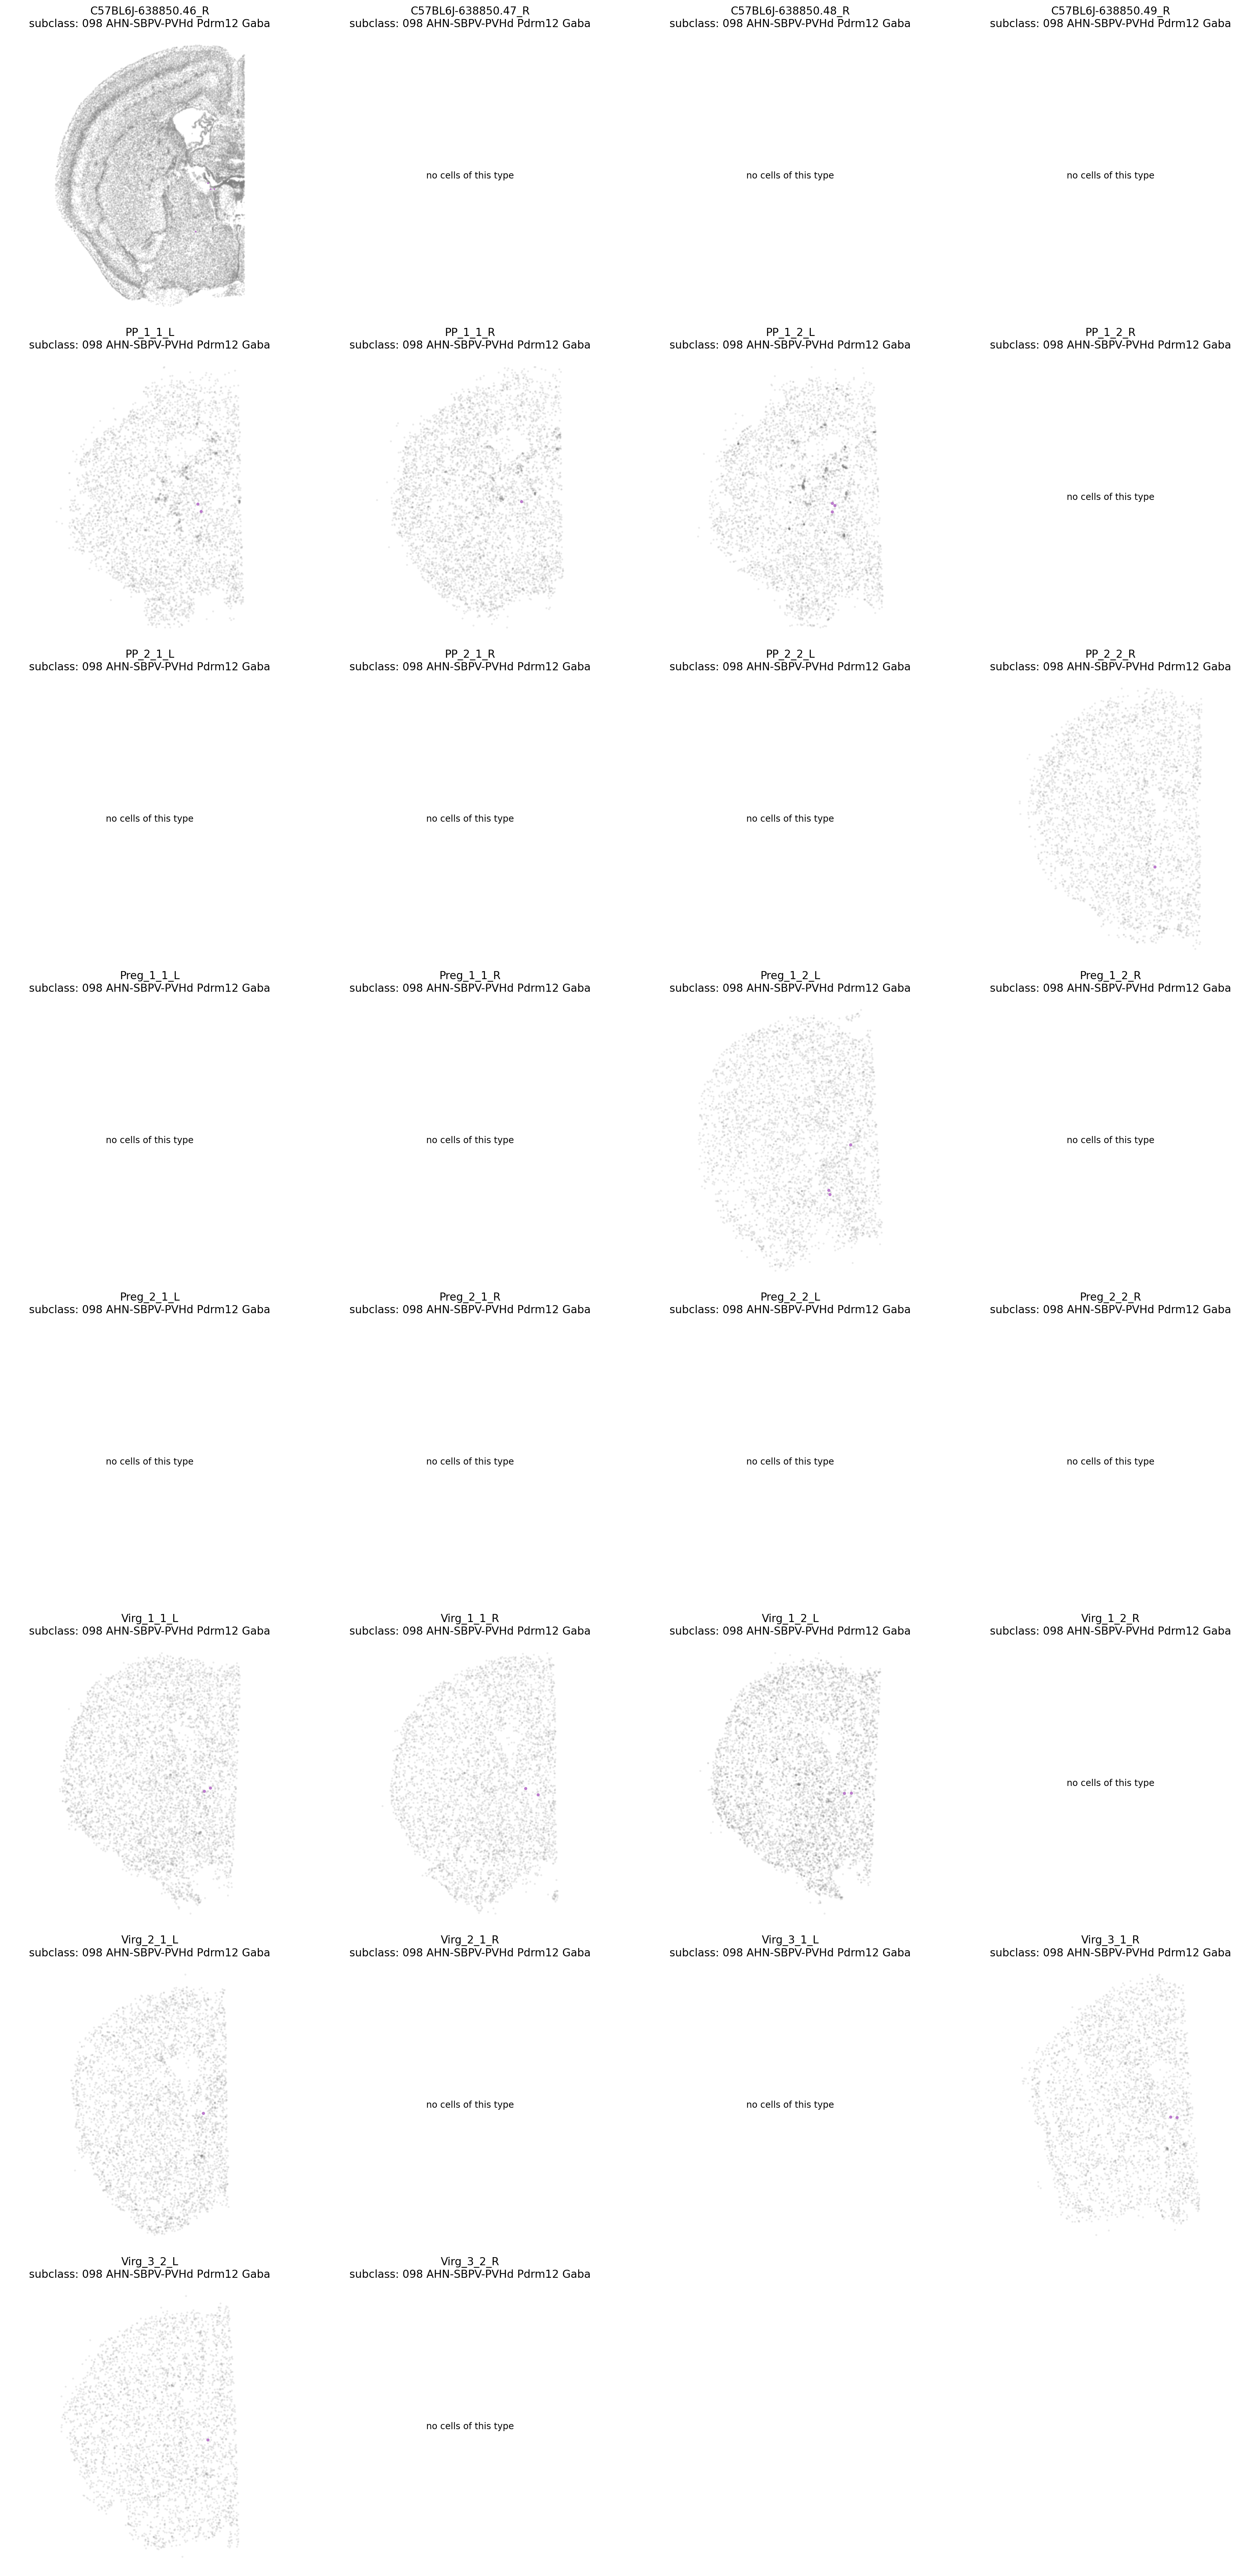 C57BL6J-638850.46_R
subclass: 098 AHN-SBPV-PVHd Pdrm12 Gaba
C57BL6J-638850.47_R
subclass: 098 AHN-SBPV-PVHd Pdrm12 Gaba
no cells of this type
C57BL6J-638850.48_R
subclass: 098 AHN-SBPV-PVHd Pdrm12 Gaba
no cells of this type
C57BL6J-638850.49_R
subclass: 098 AHN-SBPV-PVHd Pdrm12 Gaba
no cells of this type
PP_1_1_L
subclass: 098 AHN-SBPV-PVHd Pdrm12 Gaba
PP_1_1_R
subclass: 098 AHN-SBPV-PVHd Pdrm12 Gaba
PP_1_2_L
subclass: 098 AHN-SBPV-PVHd Pdrm12 Gaba
PP_1_2_R
subclass: 098 AHN-SBPV-PVHd Pdrm12 Gaba
no cells of this type
PP_2_1_L
subclass: 098 AHN-SBPV-PVHd Pdrm12 Gaba
no cells of this type
PP_2_1_R
subclass: 098 AHN-SBPV-PVHd Pdrm12 Gaba
no cells of this type
PP_2_2_L
subclass: 098 AHN-SBPV-PVHd Pdrm12 Gaba
no cells of this type
PP_2_2_R
subclass: 098 AHN-SBPV-PVHd Pdrm12 Gaba
Preg_1_1_L
subclass: 098 AHN-SBPV-PVHd Pdrm12 Gaba
no cells of this type
Preg_1_1_R
subclass: 098 AHN-SBPV-PVHd Pdrm12 Gaba
no cells of this type
Preg_1_2_L
subclass: 098 AHN-SBPV-PVHd Pdrm12 Gaba
Preg_1_2_R
subclass: 098 AHN-SBPV-PVHd Pdrm12 Gaba
no cells of this type
Preg_2_1_L
subclass: 098 AHN-SBPV-PVHd Pdrm12 Gaba
no cells of this type
Preg_2_1_R
subclass: 098 AHN-SBPV-PVHd Pdrm12 Gaba
no cells of this type
Preg_2_2_L
subclass: 098 AHN-SBPV-PVHd Pdrm12 Gaba
no cells of this type
Preg_2_2_R
subclass: 098 AHN-SBPV-PVHd Pdrm12 Gaba
no cells of this type
Virg_1_1_L
subclass: 098 AHN-SBPV-PVHd Pdrm12 Gaba
Virg_1_1_R
subclass: 098 AHN-SBPV-PVHd Pdrm12 Gaba
Virg_1_2_L
subclass: 098 AHN-SBPV-PVHd Pdrm12 Gaba
Virg_1_2_R
subclass: 098 AHN-SBPV-PVHd Pdrm12 Gaba
no cells of this type
Virg_2_1_L
subclass: 098 AHN-SBPV-PVHd Pdrm12 Gaba
Virg_2_1_R
subclass: 098 AHN-SBPV-PVHd Pdrm12 Gaba
no cells of this type
Virg_3_1_L
subclass: 098 AHN-SBPV-PVHd Pdrm12 Gaba
no cells of this type
Virg_3_1_R
subclass: 098 AHN-SBPV-PVHd Pdrm12 Gaba
Virg_3_2_L
subclass: 098 AHN-SBPV-PVHd Pdrm12 Gaba
Virg_3_2_R
subclass: 098 AHN-SBPV-PVHd Pdrm12 Gaba
no cells of this type